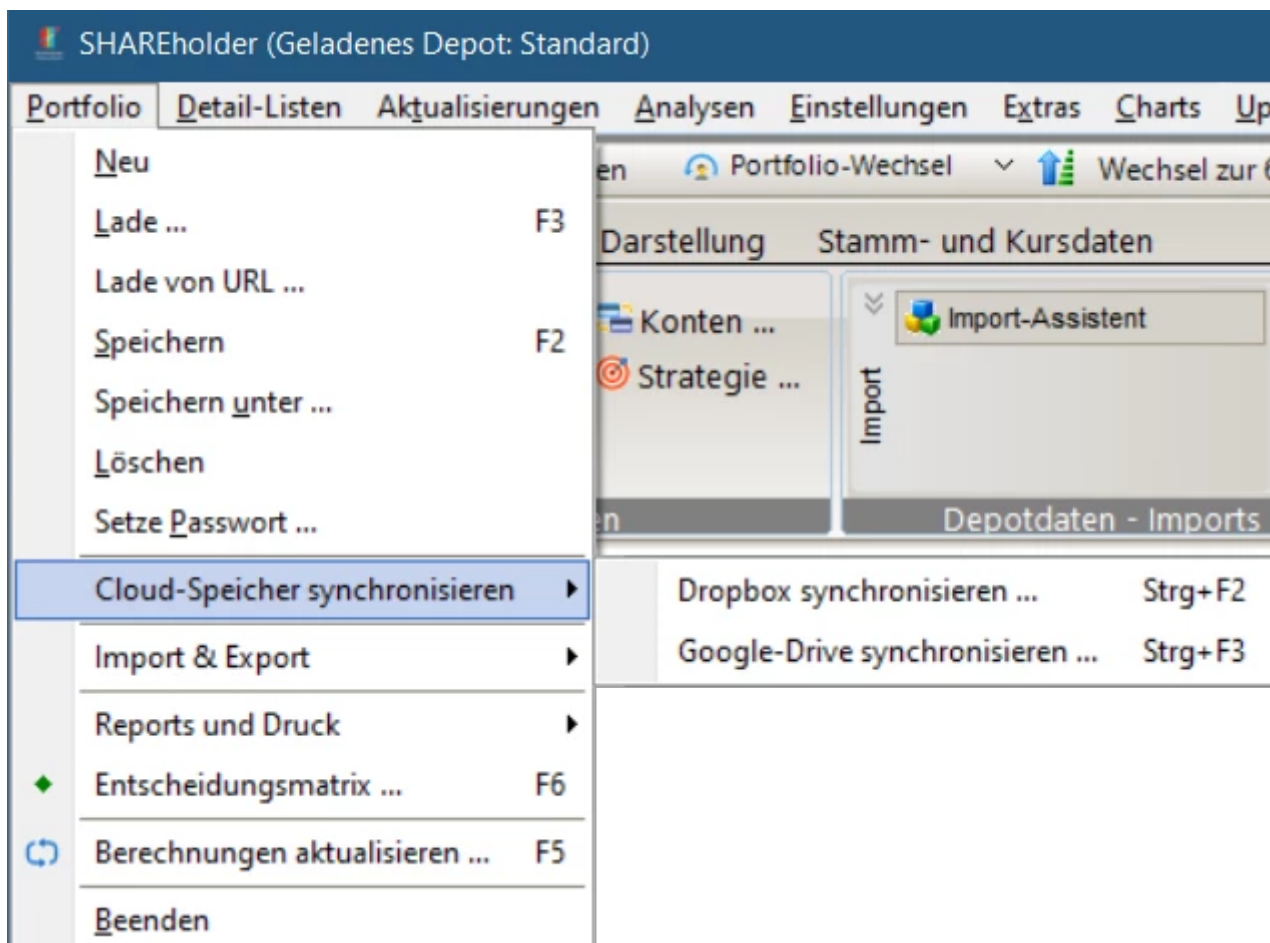 SHAREholder (Geladenes Depot: Standard)
Portfolio Detail-Listen Aktualisierungen Analysen Einstellungen Extras Charts
Portfolio-Wechsel Wechsel zur
Darstellung Stamm- und Kursdaten
Konten ...
Strategie ...
Import-Assistent
Import
Depotdaten - Imports
Neu
Lade ... F3
Lade von URL ...
Speichern F2
Speichern unter ...
Löschen
Setze Passwort ...
Cloud-Speicher synchronisieren
Dropbox synchronisieren ... Strg+F2
Google-Drive synchronisieren ... Strg+F3
Import & Export
Reports und Druck
Entscheidungsmatrix ... F6
Berechnungen aktualisieren ... F5
Beenden